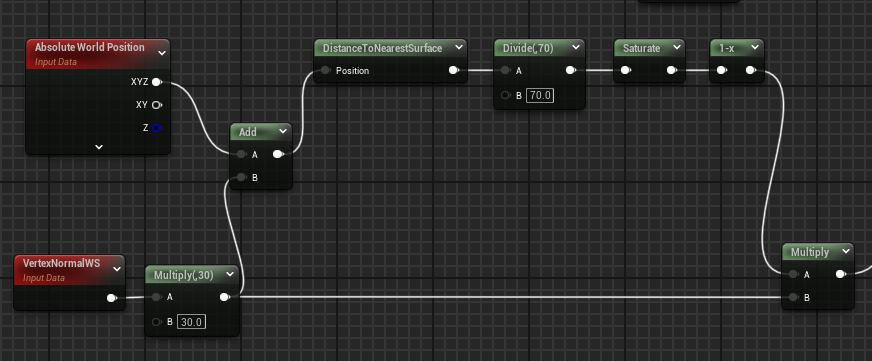 Absolute World Position
Input Data
XYZ
XY
Z
DistanceToNearestSurface
Position
Divide(,70)
A
B 70.0
Saturate
1-x
Add
A
B
VertexNormalWS
Input Data
Multiply(,30)
A
B 30.0
Multiply
A
B